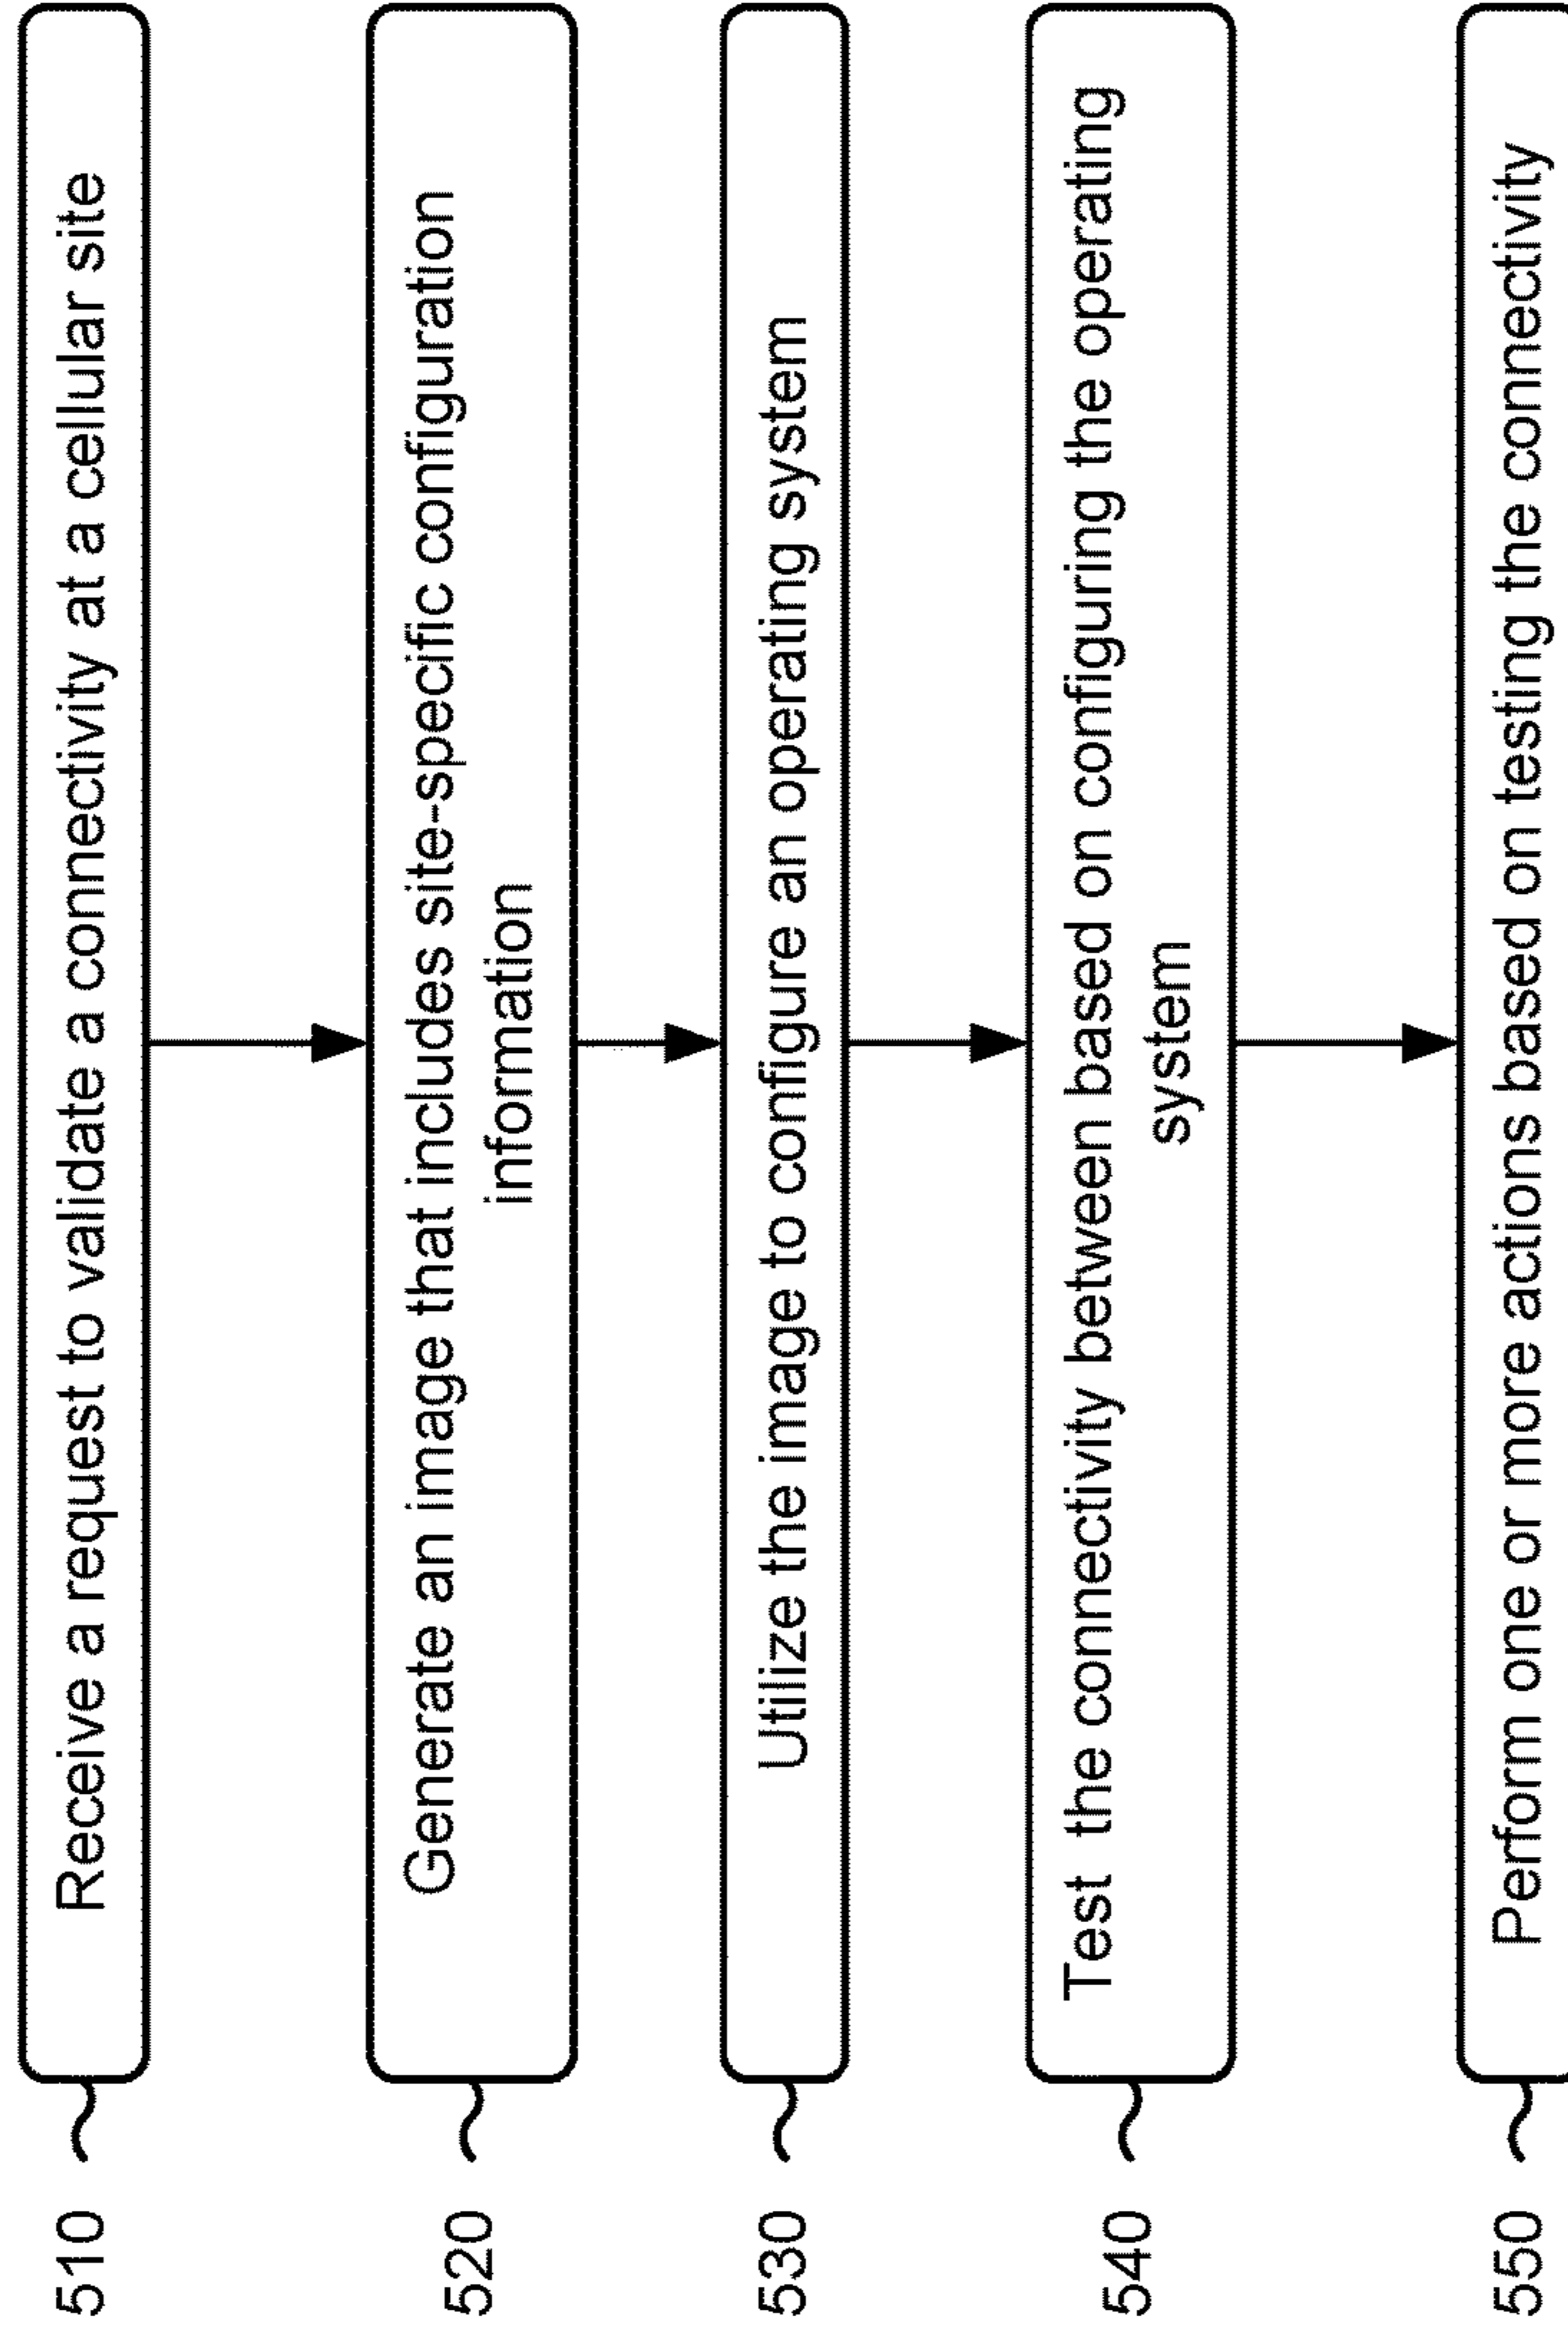 510
Receive a request to validate a connectivity at a cellular site
520
Generate an image that includes site-specific configuration
information
530
Utilize the image to configure an operating system
540
Test the connectivity between based on configuring the operating
system
550
Perform one or more actions based on testing the connectivity